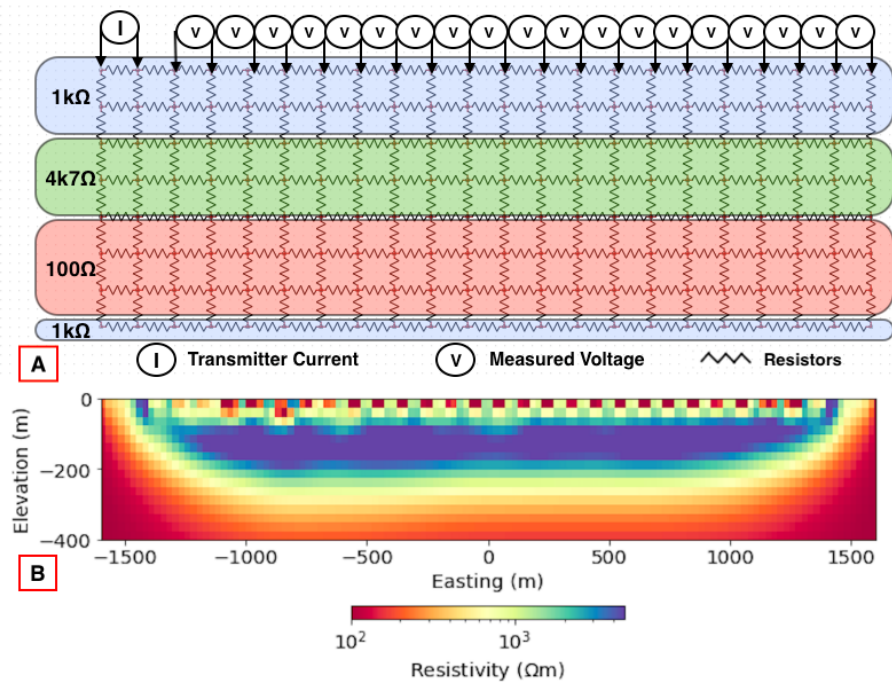 I V V V V V V V V V V V V V V V V V V V
1kΩ
4k7Ω
100Ω
1kΩ
A I Transmitter Current V Measured Voltage Resistors
0
−200
−400
Elevation (m)
−1500 −1000 −500 0 500 1000 1500
B Easting (m)
10² 10³
Resistivity (Ωm)